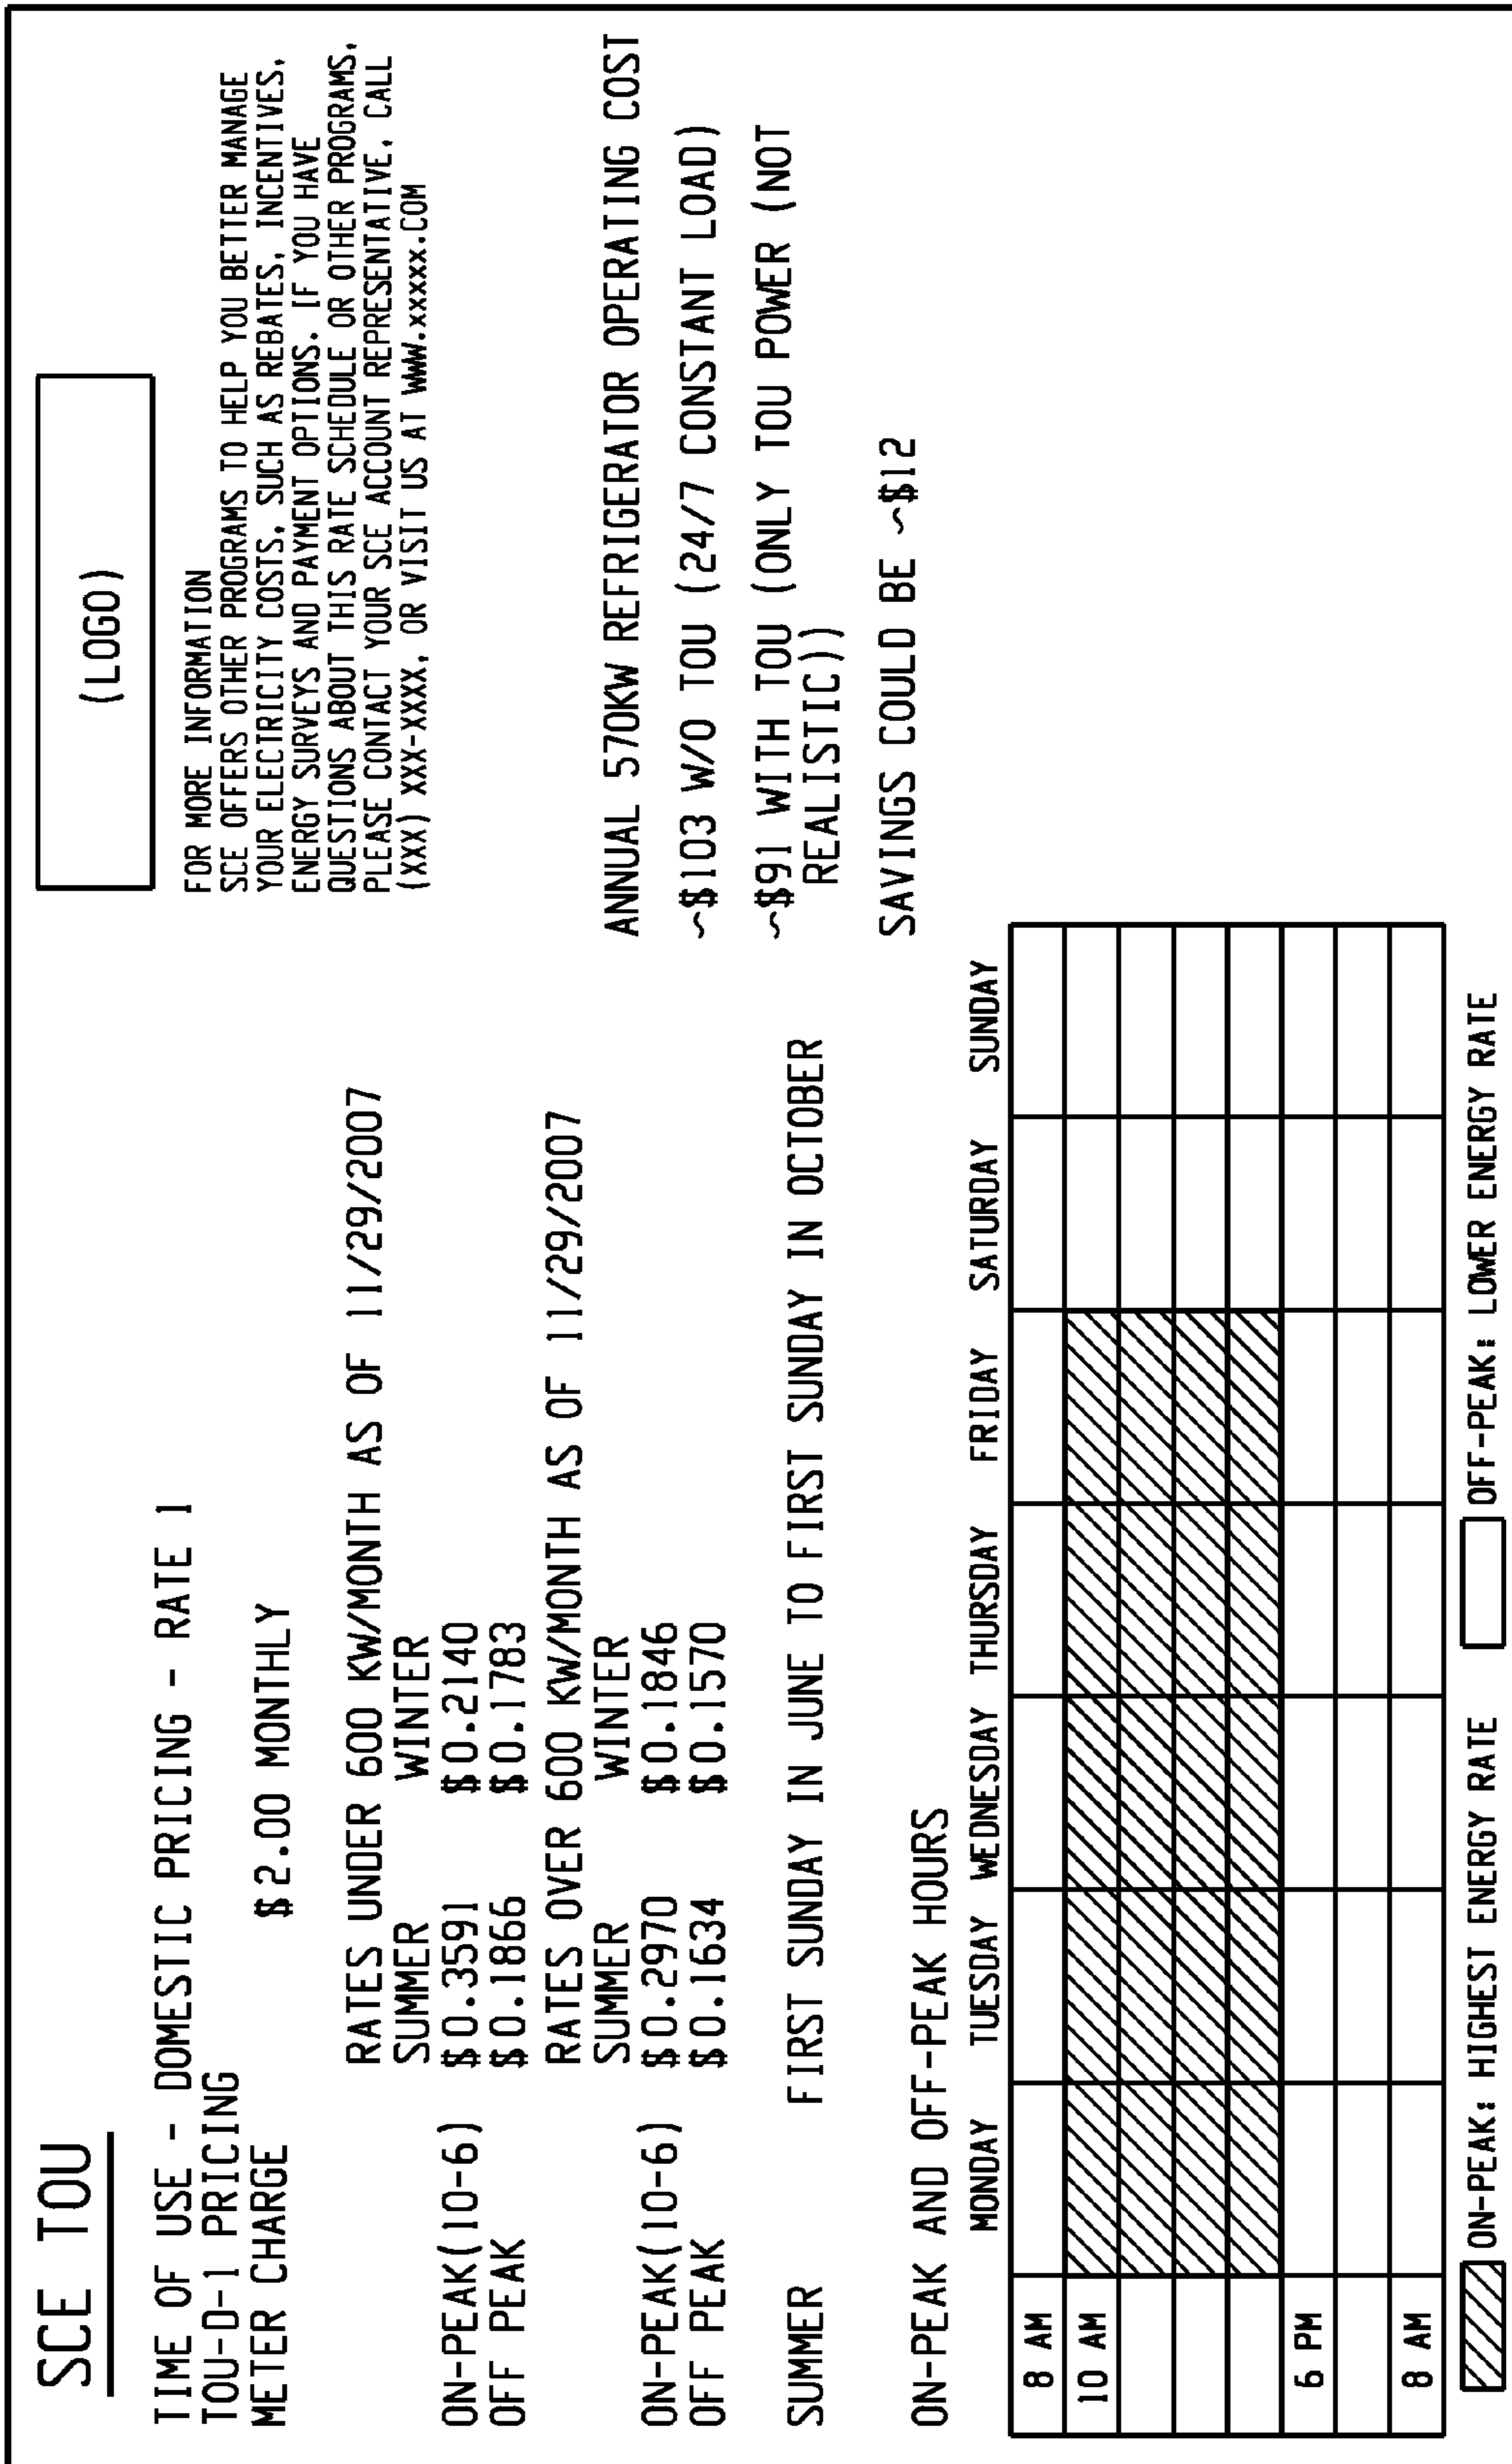 SCE TOU
TIME OF USE - DOMESTIC PRICING - RATE 1
TOU-D-1 PRICING
METER CHARGE $2.00 MONTHLY
RATES UNDER 600 KW/MONTH AS OF 11/29/2007
SUMMER WINTER
ON-PEAK(10-6) $0.3591 $0.2140
OFF PEAK $0.1866 $0.1783
RATES OVER 600 KW/MONTH AS OF 11/29/2007
SUMMER WINTER
ON-PEAK(10-6) $0.2970 $0.1846
OFF PEAK $0.1634 $0.1570
SUMMER FIRST SUNDAY IN JUNE TO FIRST SUNDAY IN OCTOBER
(LOGO)
FOR MORE INFORMATION
SCE OFFERS OTHER PROGRAMS TO HELP YOU BETTER MANAGE
YOUR ELECTRICITY COSTS, SUCH AS REBATES, INCENTIVES,
ENERGY SURVEYS AND PAYMENT OPTIONS. IF YOU HAVE
QUESTIONS ABOUT THIS RATE SCHEDULE OR OTHER PROGRAMS,
PLEASE CONTACT YOUR SCE ACCOUNT REPRESENTATIVE, CALL
(XXX) XXX-XXXX, OR VISIT US AT WWW.XXXXX.COM
ANNUAL 570KW REFRIGERATOR OPERATING COST
~$103 W/O TOU (24/7 CONSTANT LOAD)
~$91 WITH TOU (ONLY TOU POWER (NOT
REALISTIC))
SAVINGS COULD BE ~$12
ON-PEAK AND OFF-PEAK HOURS
MONDAY TUESDAY WEDNESDAY THURSDAY FRIDAY SATURDAY SUNDAY
8 AM
10 AM
6 PM
8 AM
ON-PEAK: HIGHEST ENERGY RATE OFF-PEAK: LOWER ENERGY RATE